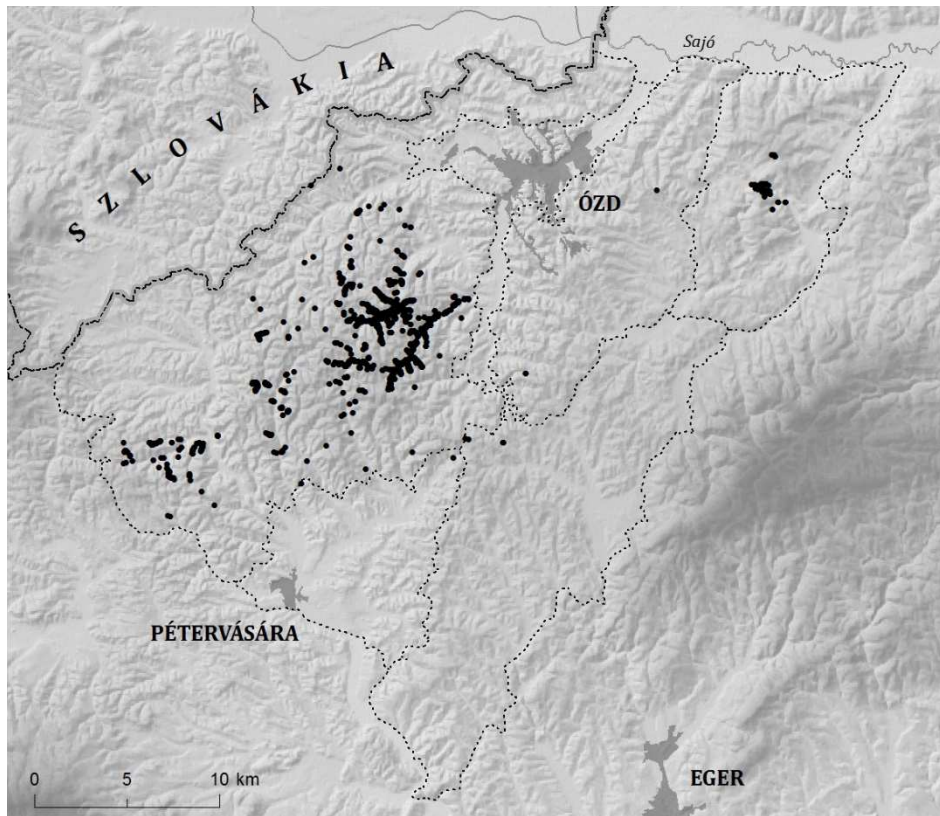 Sajó
SZLOVÁKIA
ÓZD
PÉTERVÁSÁRA
0 5 10 km
EGER